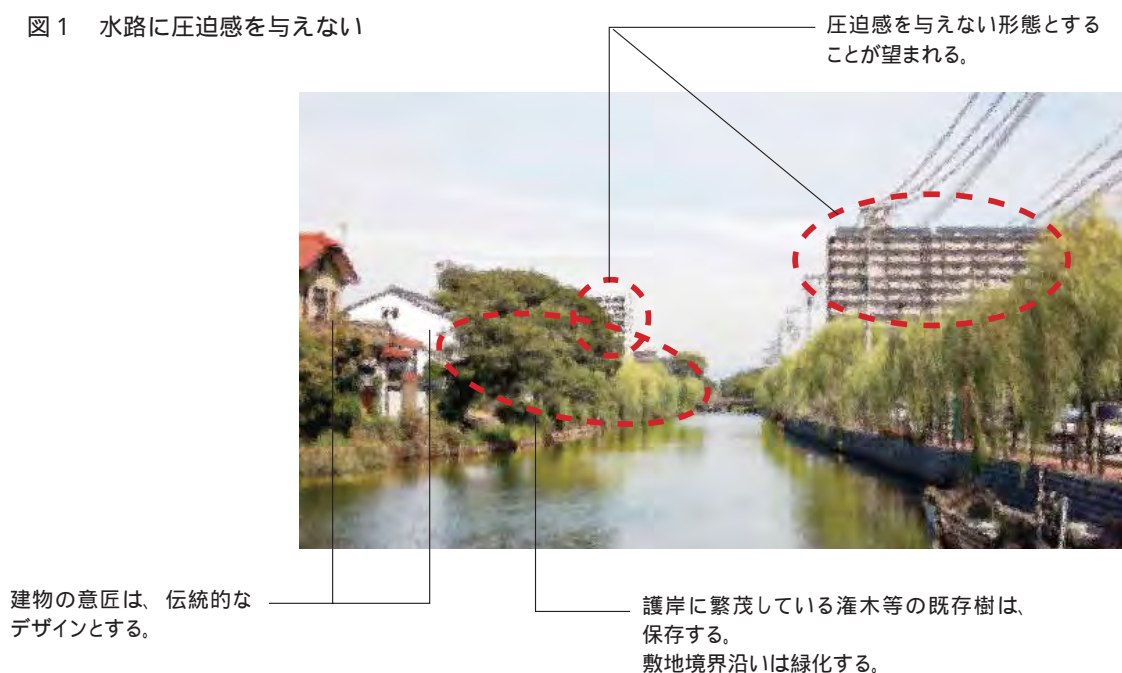 図1 水路に圧迫感を与えない
圧迫感を与えない形態とする
ことが望まれる。
建物の意匠は、伝統的な
デザインとする。
護岸に繁茂している潅木等の既存樹は、
保存する。
敷地境界沿いは緑化する。